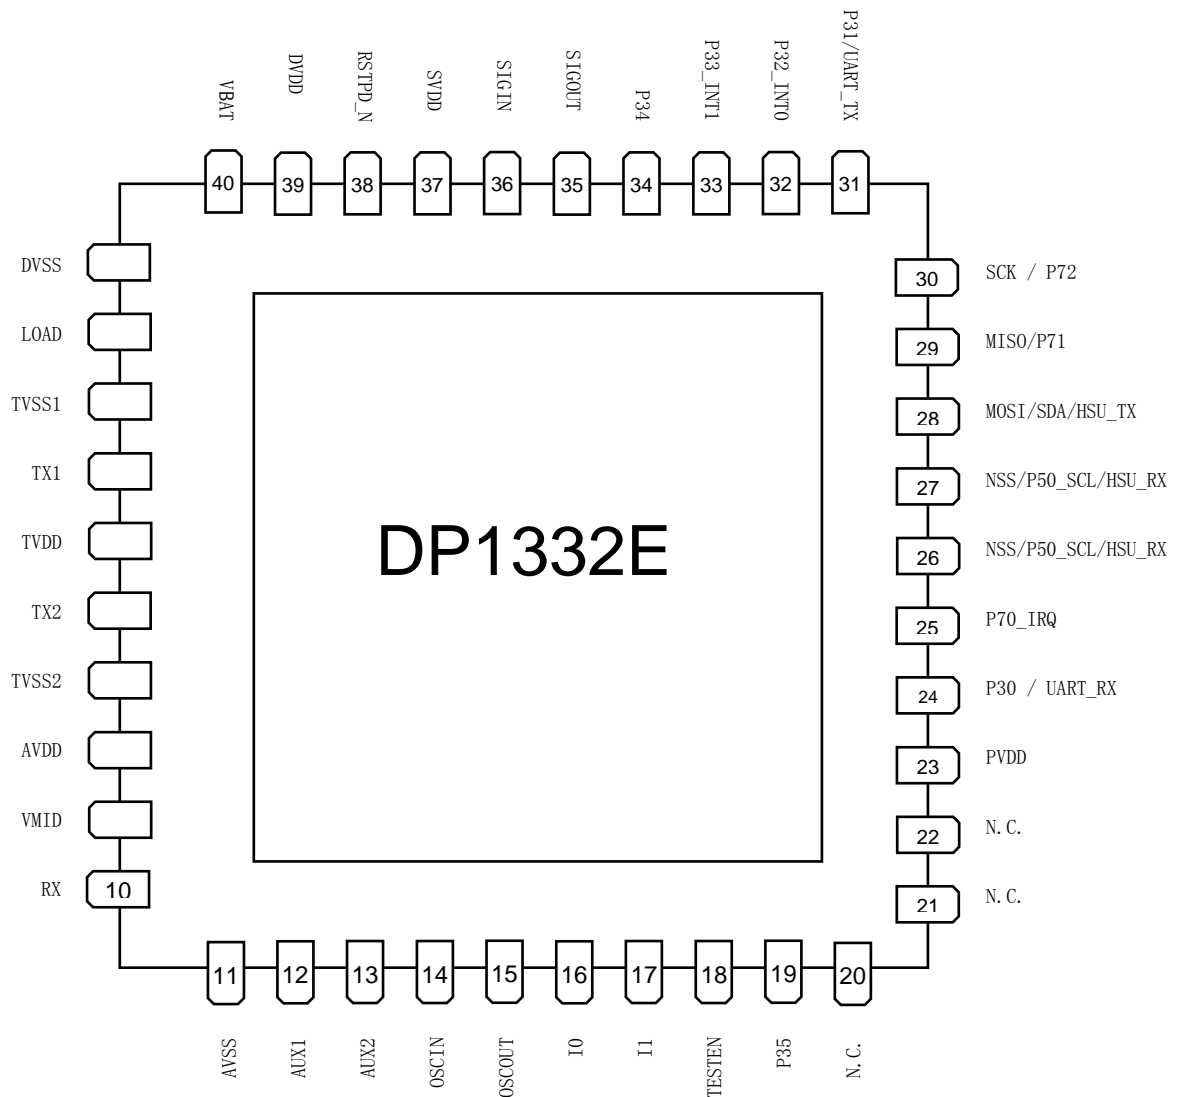 VBAT
DVDD
RSTPD_N
SVDD
SIGIN
SIGOUT
P34
P33_INT1
P32_INT0
P31/UART_TX
40
39
38
37
36
35
34
33
32
31
DVSS
LOAD
TVSS1
TX1
TVDD
TX2
TVSS2
AVDD
VMID
RX
10
DP1332E
30
SCK / P72
29
MISO/P71
28
MOSI/SDA/HSU_TX
27
NSS/P50_SCL/HSU_RX
26
NSS/P50_SCL/HSU_RX
25
P70_IRQ
24
P30 / UART_RX
23
PVDD
22
N.C.
21
N.C.
11
12
13
14
15
16
17
18
19
20
AVSS
AUX1
AUX2
OSCIN
OSCOUT
I0
I1
TESTEN
P35
N.C.